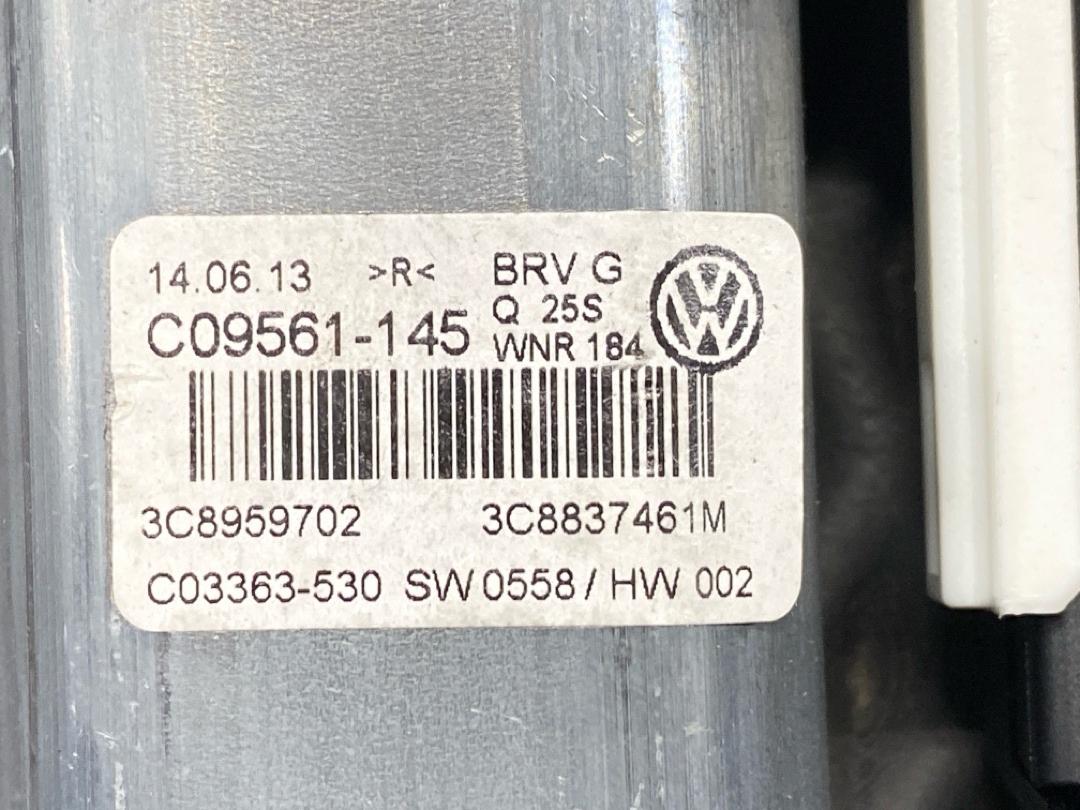 14.06.13 >R< BRV G
Q 25S
C09561-145 WNR 184
3C8959702 3C8837461M
C03363-530 SW 0558 / HW 002